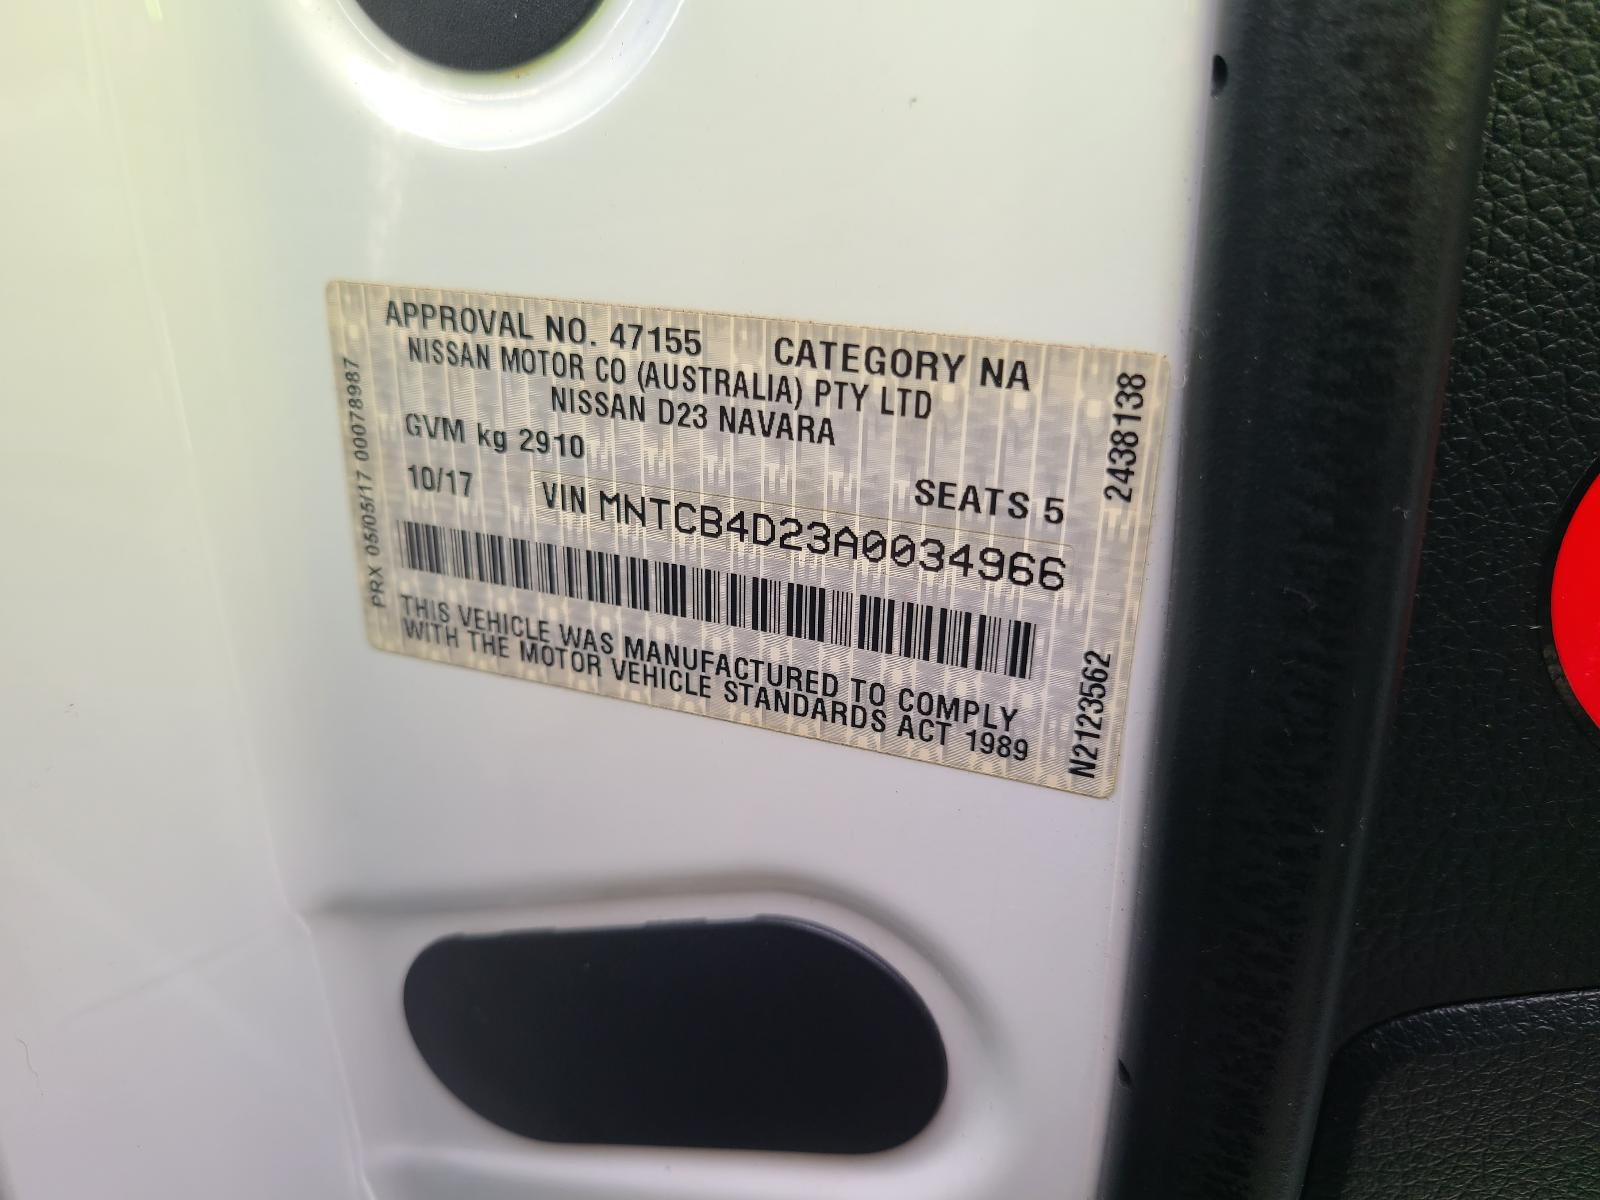 APPROVAL NO. 47155 CATEGORY NA
NISSAN MOTOR CO (AUSTRALIA) PTY LTD
NISSAN D23 NAVARA
GVM kg 2910
SEATS 5
10/17
VIN MNTCB4D23A0034966
THIS VEHICLE WAS MANUFACTURED TO COMPLY
WITH THE MOTOR VEHICLE STANDARDS ACT 1989
PRX 05/05/17 00078987
2438138
N2123562